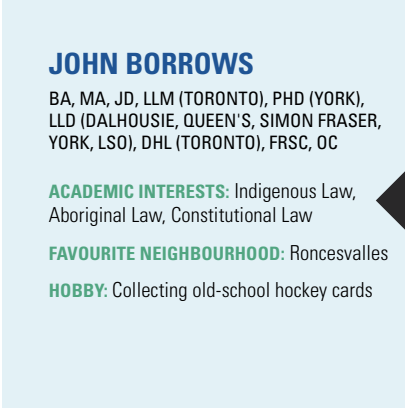 JOHN BORROWS
BA, MA, JD, LLM (TORONTO), PHD (YORK),
LLD (DALHOUSIE, QUEEN'S, SIMON FRASER,
YORK, LSO), DHL (TORONTO), FRSC, OC
ACADEMIC INTERESTS: Indigenous Law,
Aboriginal Law, Constitutional Law
FAVOURITE NEIGHBOURHOOD: Roncesvalles
HOBBY: Collecting old-school hockey cards